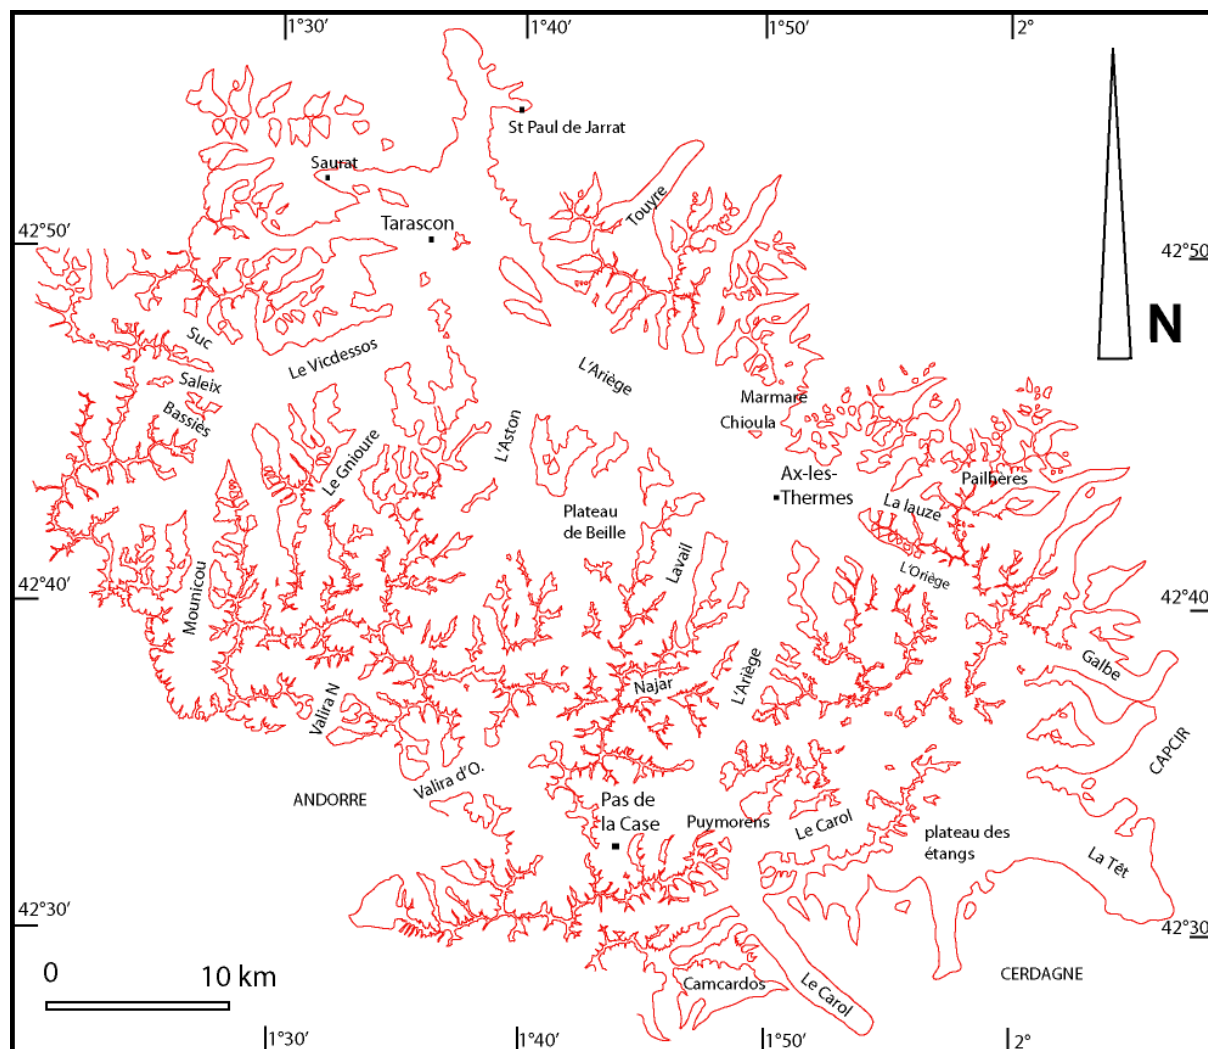 1°30′ 1°40′ 1°50′ 2°
St Paul de Jarrat
Saurat
Touyre
Tarascon
42°50′
42°50
N
Suc
Le Vicdessos
L'Ariège
Saleix
Bassiès
Marmare
Chioula
L'Aston
Le Gnioure
Ax-les-
Thermes
Pailhères
La lauze
Plateau
de Beille
Lavail
L'Oriège
Mounicou
42°40′
42°40
Galbe
L'Ariège
Najar
Valira N
CAPCIR
Valira d'O.
ANDORRE
Pas de
la Case
Puymorens
Le Carol
plateau des
étangs
La Têt
42°30′
42°30
0 10 km
Camcardos
Le Carol
CERDAGNE
1°30′ 1°40′ 1°50′ 2°